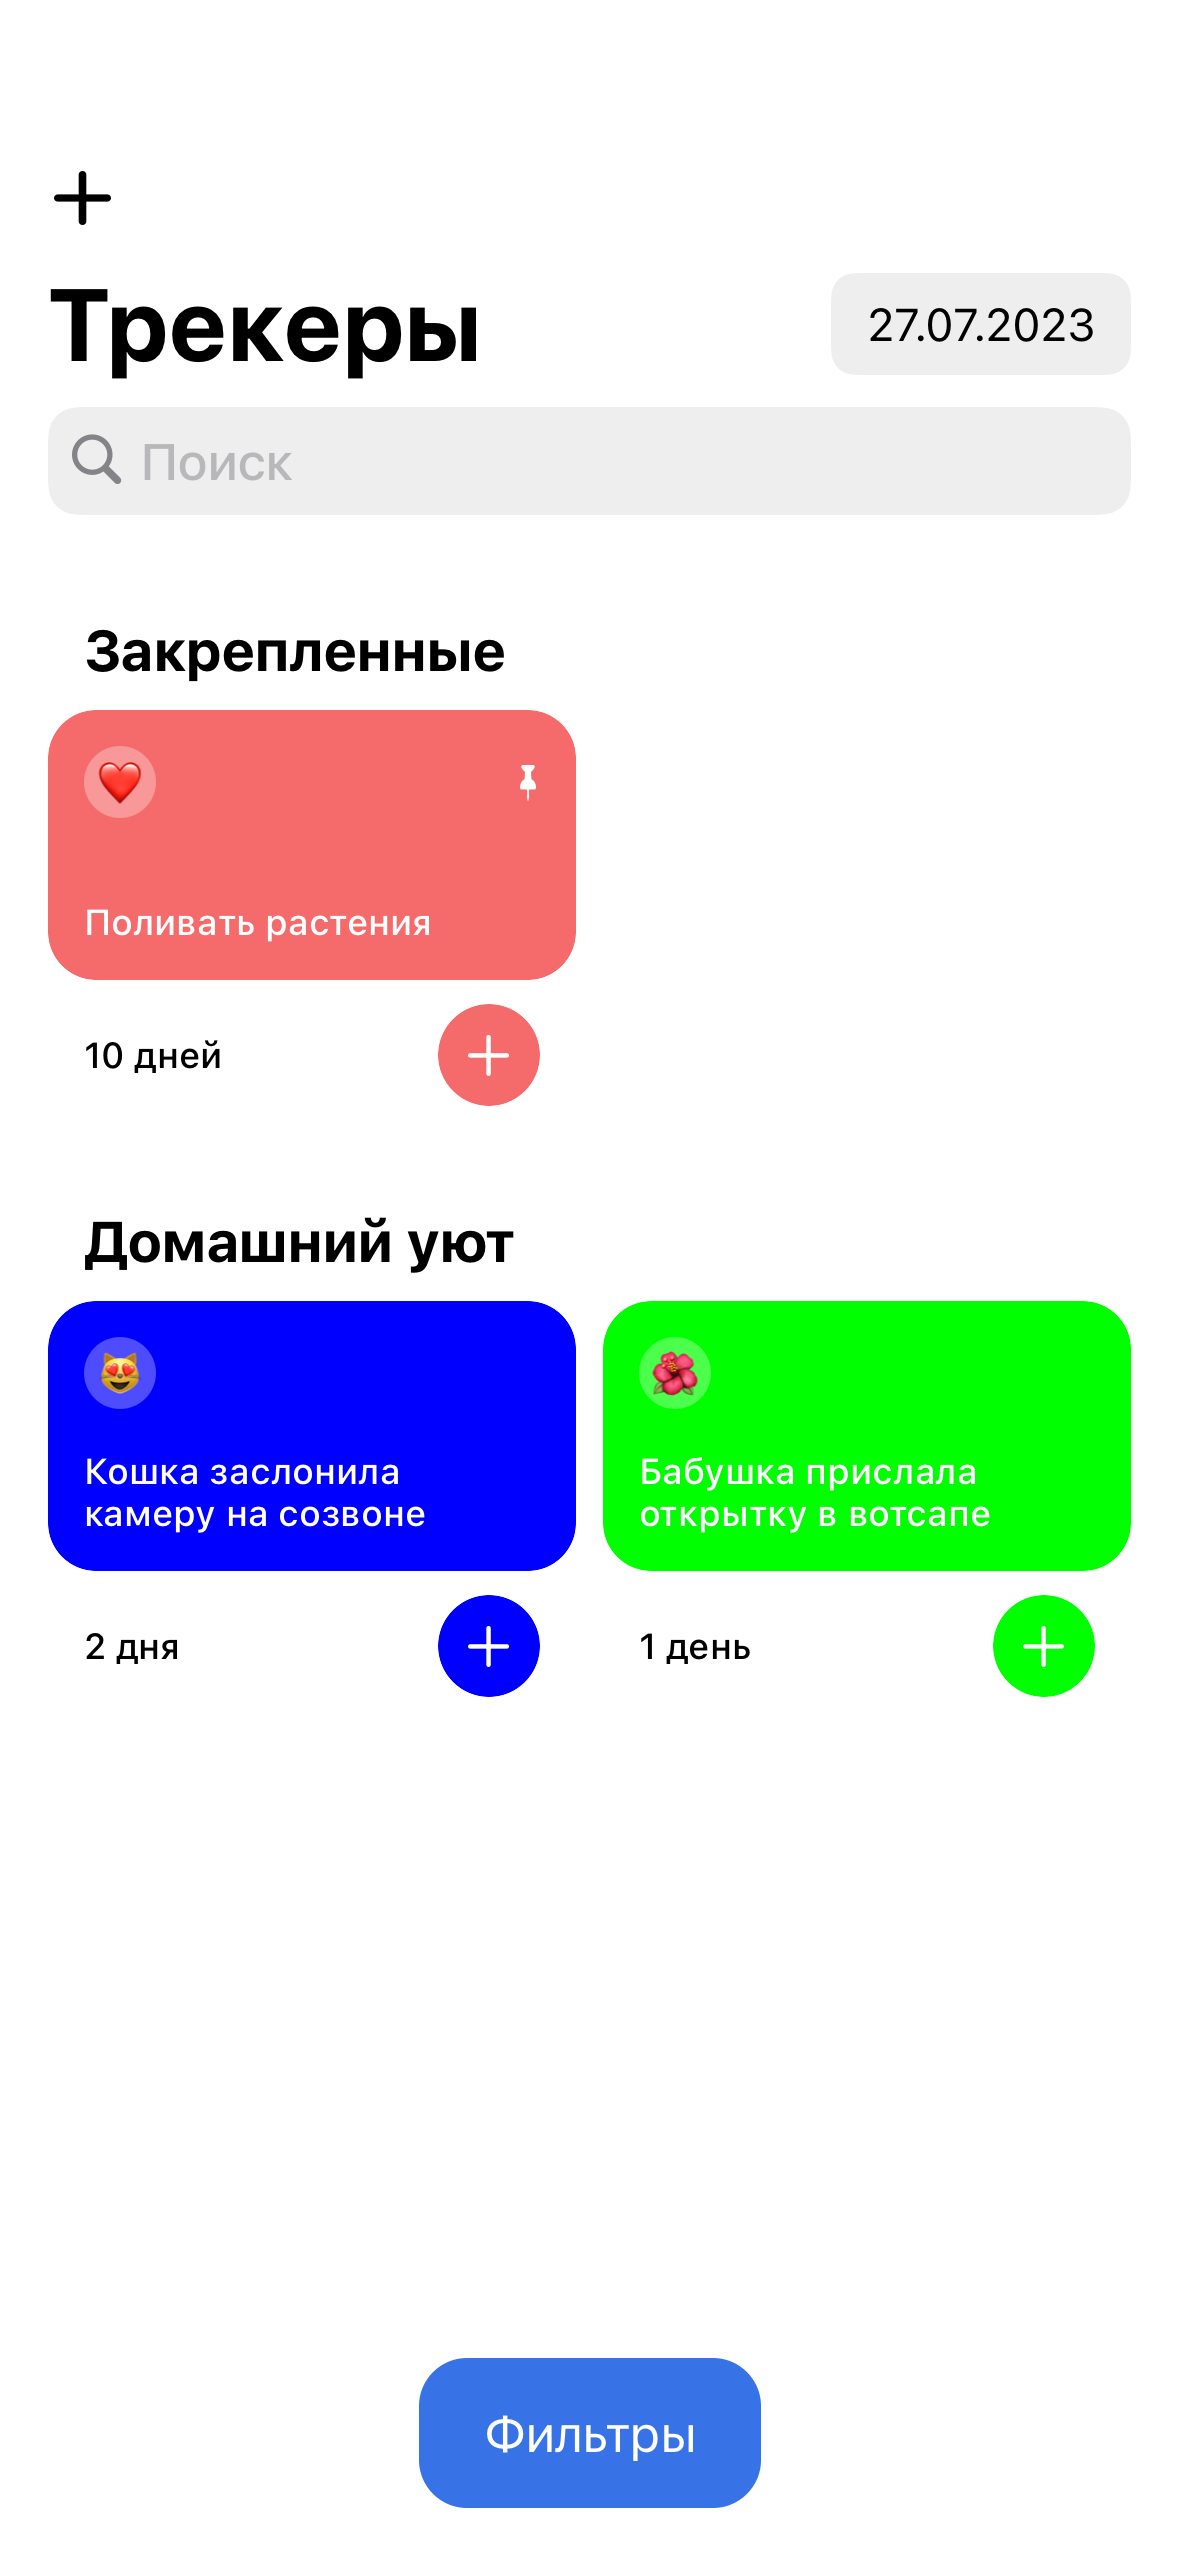 Трекеры
27.07.2023
Поиск
Закрепленные
Поливать растения
10 дней
Домашний уют
Кошка заслонила
камеру на созвоне
2 дня
Бабушка прислала
открытку в вотсапе
1 день
Фильтры